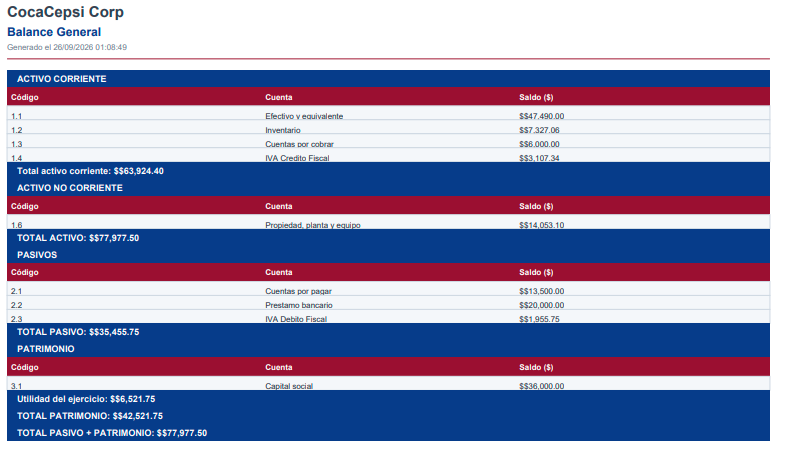 CocaCepsi Corp
Balance General
Generado el 26/09/2026 01:08:49
ACTIVO CORRIENTE
Código Cuenta Saldo ($)
1.1 Efectivo y equivalente $$47,490.00
1.2 Inventario $$7,327.06
1.3 Cuentas por cobrar $$6,000.00
1.4 IVA Credito Fiscal $$3,107.34
Total activo corriente: $$63,924.40
ACTIVO NO CORRIENTE
Código Cuenta Saldo ($)
1.6 Propiedad, planta y equipo $$14,053.10
TOTAL ACTIVO: $$77,977.50
PASIVOS
Código Cuenta Saldo ($)
2.1 Cuentas por pagar $$13,500.00
2.2 Prestamo bancario $$20,000.00
2.3 IVA Debito Fiscal $$1,955.75
TOTAL PASIVO: $$35,455.75
PATRIMONIO
Código Cuenta Saldo ($)
3.1 Capital social $$36,000.00
Utilidad del ejercicio: $$6,521.75
TOTAL PATRIMONIO: $$42,521.75
TOTAL PASIVO + PATRIMONIO: $$77,977.50